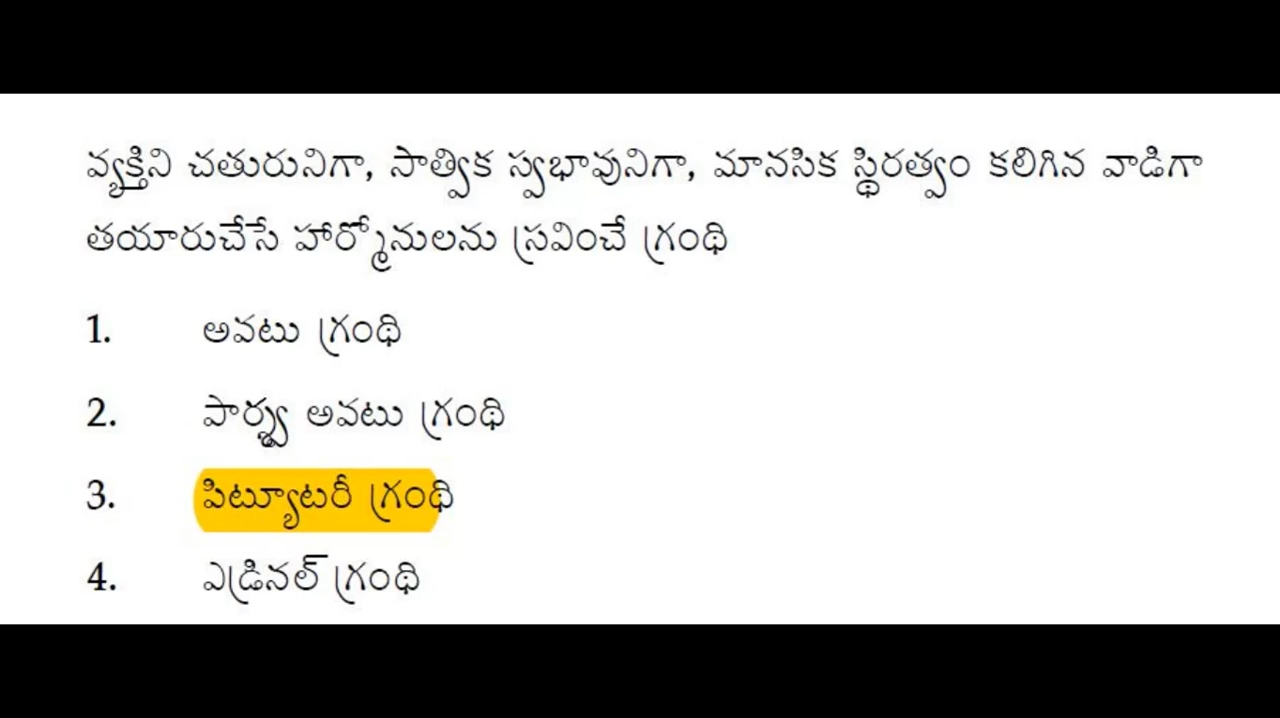 వ్యక్తిని చతురునిగా, సాత్విక స్వభావునిగా, మానసిక స్థిరత్వం కలిగిన వాడిగా
తయారుచేసే హార్మోనులను స్రవించే గ్రంథి
1. అవటు గ్రంథి
2. పార్శ్వ అవటు గ్రంథి
3. పిట్యూటరీ గ్రంథి
4. ఎడ్రినల్ గ్రంథి